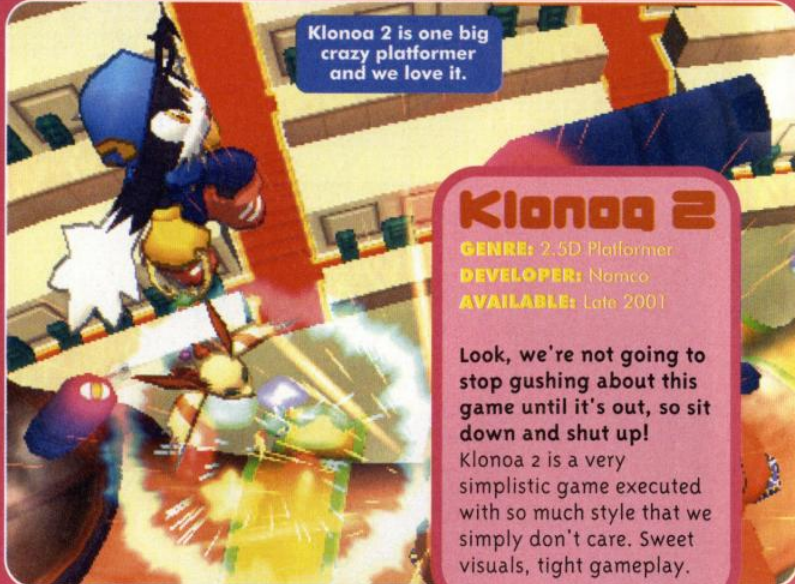 Klonoa 2 is one big
crazy platformer
and we love it.
Klonoa 2
GENRE: 2.5D Platformer
DEVELOPER: Namco
AVAILABLE: Late 2001
Look, we're not going to
stop gushing about this
game until it's out, so sit
down and shut up!
Klonoa 2 is a very
simplistic game executed
with so much style that we
simply don't care. Sweet
visuals, tight gameplay.